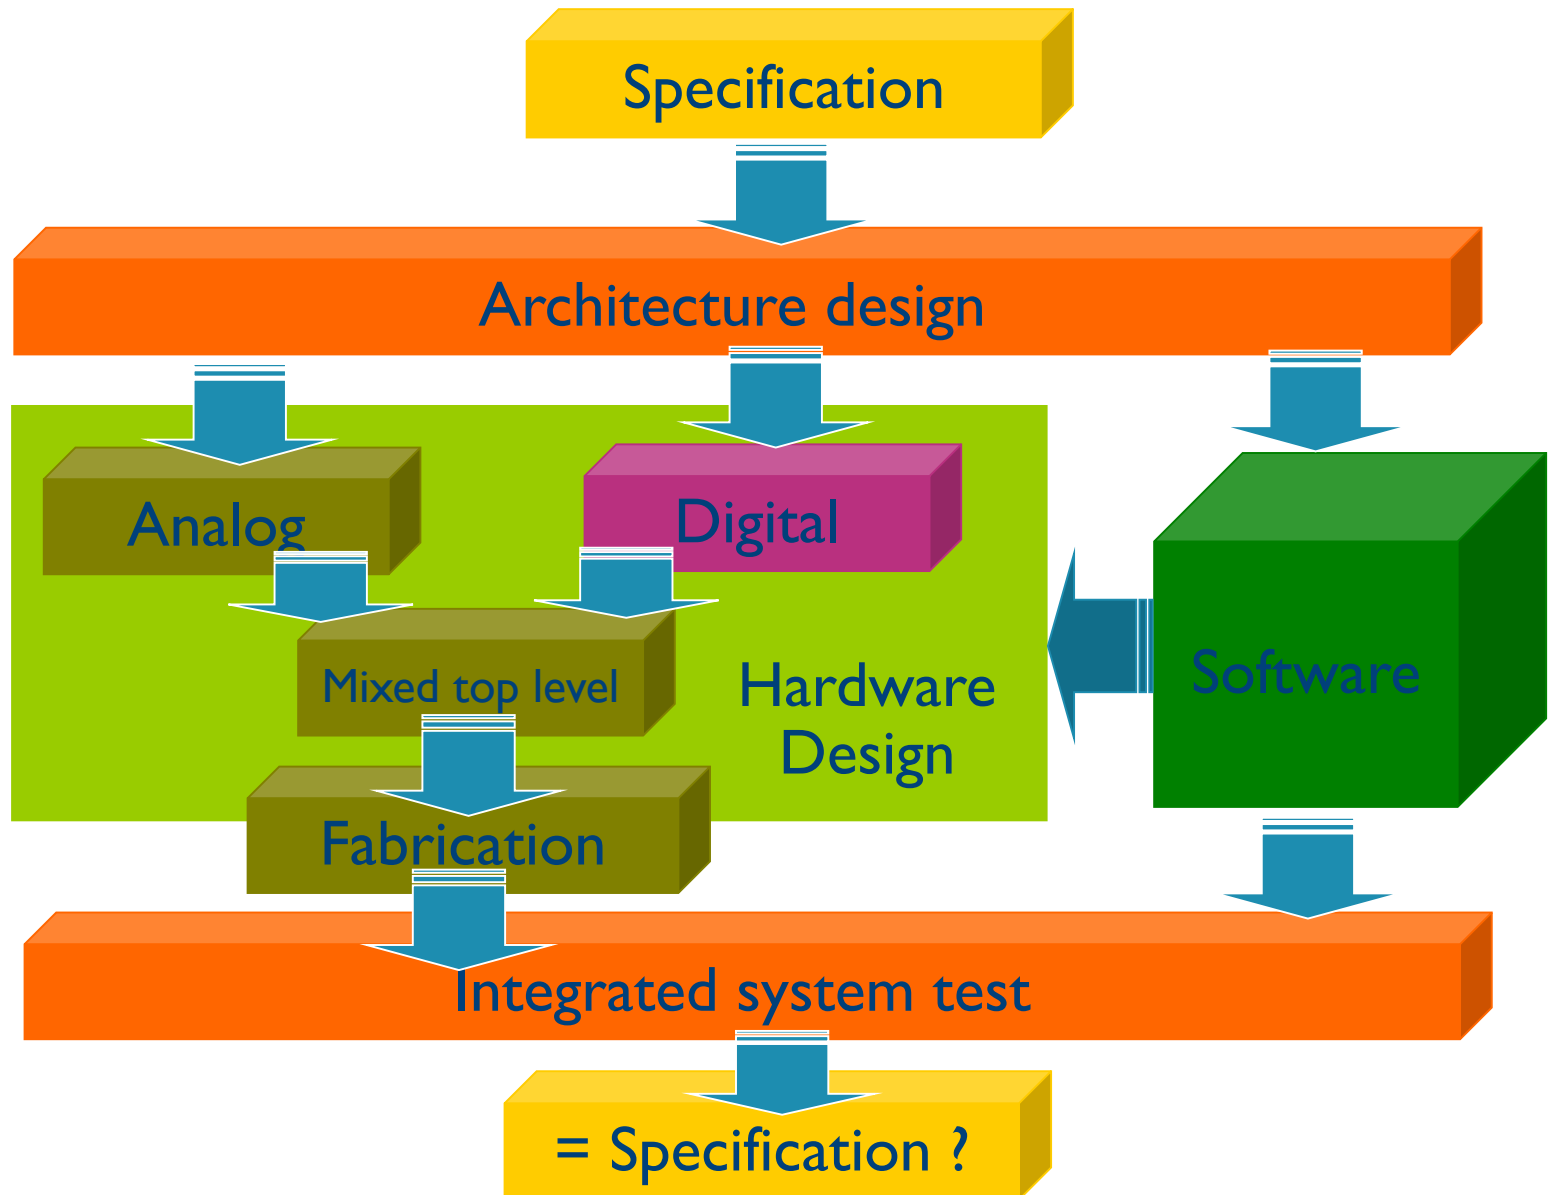 Specification
Architecture design
Analog
Digital
Mixed top level
Hardware
Design
Software
Fabrication
Integrated system test
= Specification ?